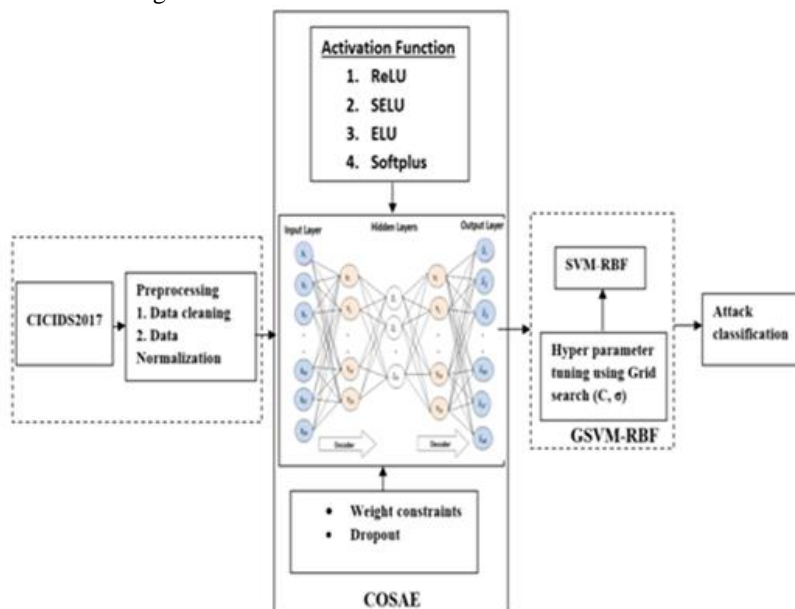 Activation Function
1. ReLU
2. SELU
3. ELU
4. Softplus
Input Layer
Hidden Layers
Output Layer
CICIDS2017
Preprocessing
1. Data cleaning
2. Data
Normalization
Decoder
Decoder
SVM-RBF
Hyper parameter
tuning using Grid
search (C, σ)
GSVM-RBF
Attack
classification
• Weight constraints
• Dropout
COSAE